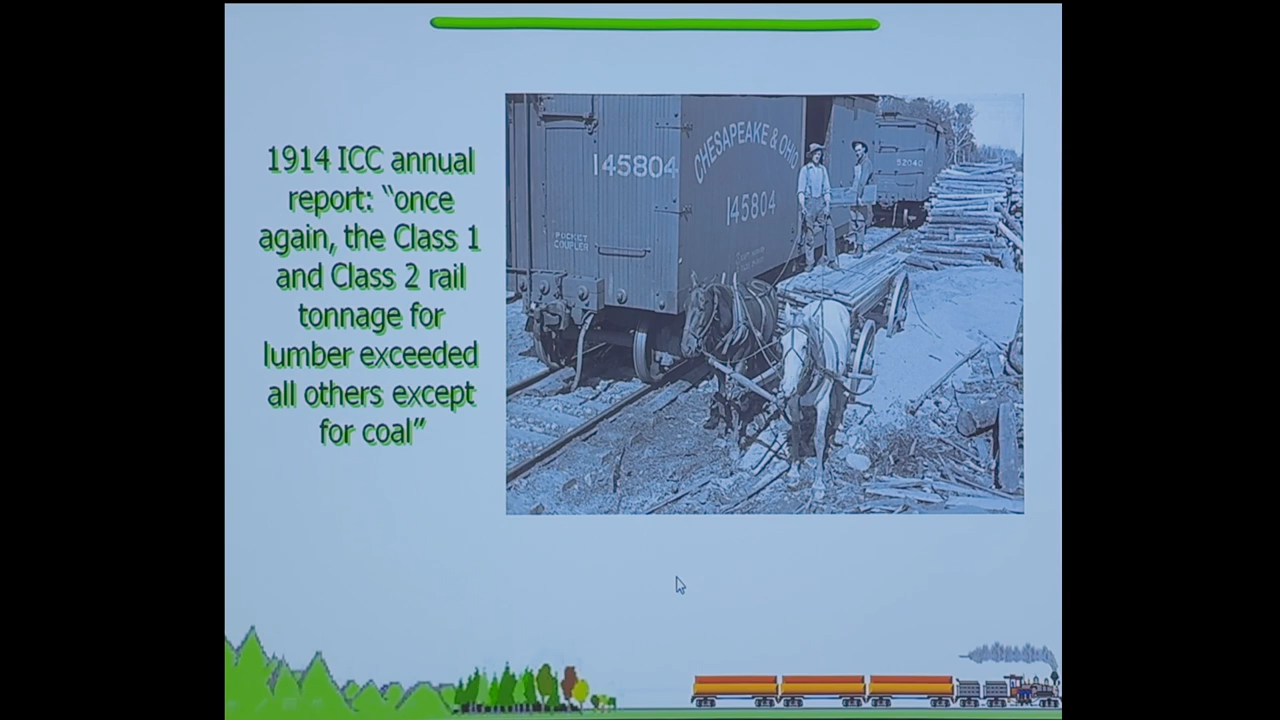 1914 ICC annual
report: “once
again, the Class 1
and Class 2 rail
tonnage for
lumber exceeded
all others except
for coal”
145804
CHESAPEAKE & OHIO
145804
POCKET
COUPLER
52040